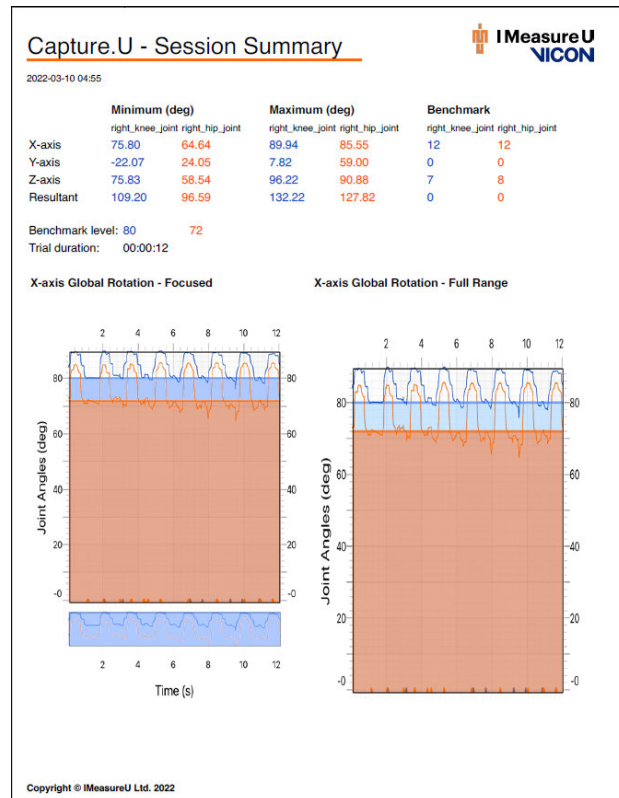 Capture.U - Session Summary
I Measure U
VICON
2022-03-10 04:55
Minimum (deg) Maximum (deg) Benchmark
right_knee_joint right_hip_joint right_knee_joint right_hip_joint right_knee_joint right_hip_joint
X-axis 75.80 64.64 89.94 85.55 12 12
Y-axis -22.07 24.05 7.82 59.00 0 0
Z-axis 75.83 58.54 96.22 90.88 7 8
Resultant 109.20 96.59 132.22 127.82 0 0
Benchmark level: 80 72
Trial duration: 00:00:12
X-axis Global Rotation - Focused
2 4 6 8 10 12
80 80
60 60
40 40
20 20
-0 -0
Joint Angles (deg)
2 4 6 8 10 12
Time (s)
X-axis Global Rotation - Full Range
2 4 6 8 10 12
80 80
60 60
40 40
20 20
-0 -0
Joint Angles (deg)
Copyright © IMeasureU Ltd. 2022